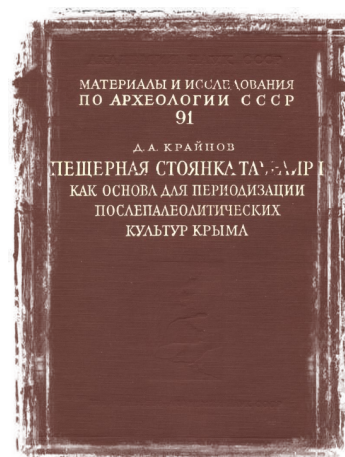 МАТЕРИАЛЫ И ИССЛЕДОВАНИЯ
ПО АРХЕОЛОГИИ СССР
91
Д. А. КРАЙНОВ
ПЕЩЕРНАЯ СТОЯНКА
КАК ОСНОВА ДЛЯ ПЕРИОДИЗАЦИИ
ПОСЛЕПАЛЕОЛИТИЧЕСКИХ
КУЛЬТУР КРЫМА